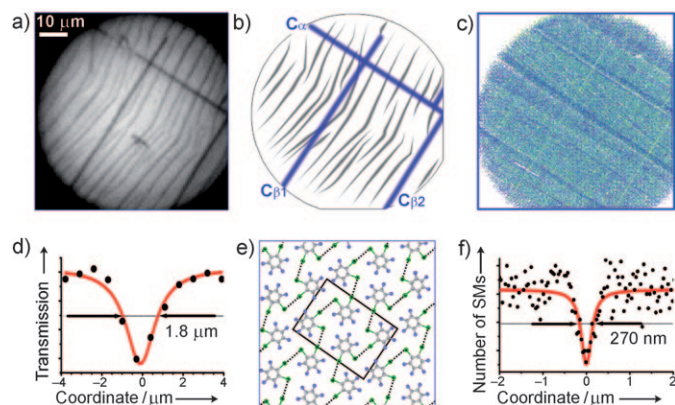 a)
10 μm
b)
Cα
Cβ1
Cβ2
c)
d)
Transmission
1.8 μm
−4 −2 0 2 4
Coordinate / μm
e)
f)
Number of SMs
270 nm
−2 −1 0 1 2
Coordinate / μm